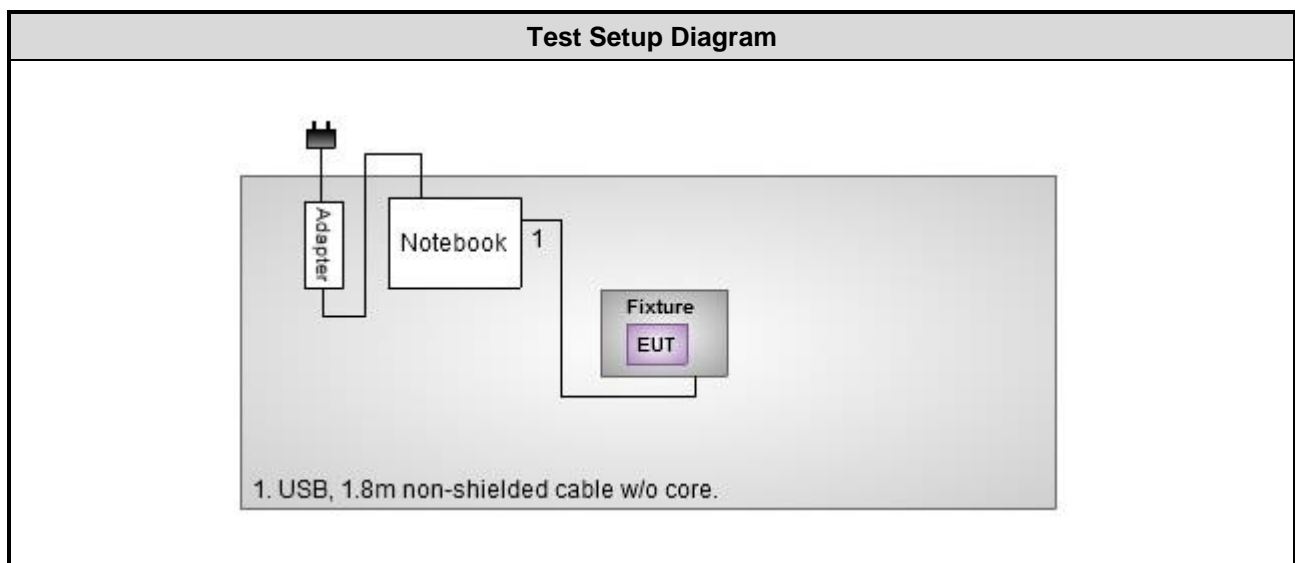 Test Setup Diagram
Adapter
Notebook
1
Fixture
EUT
1. USB, 1.8m non-shielded cable w/o core.